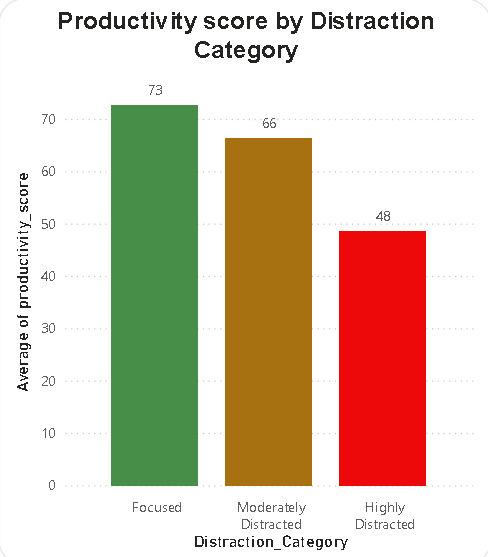 Productivity score by Distraction
Category
73
66
48
70
60
50
40
30
20
10
0
Average of productivity_score
Focused
Moderately
Distracted
Highly
Distracted
Distraction_Category